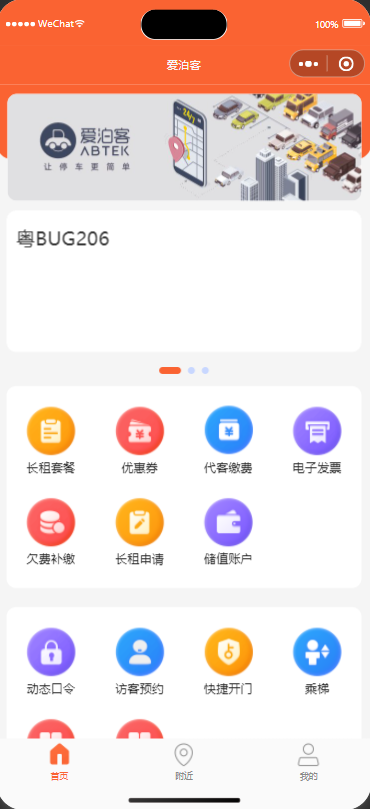 WeChat
100%
爱泊客
24/7
爱泊客
ABTEK
让停车更简单
粤BUG206
长租套餐
优惠券
代客缴费
电子发票
欠费补缴
长租申请
储值账户
动态口令
访客预约
快捷开门
乘梯
首页
附近
我的